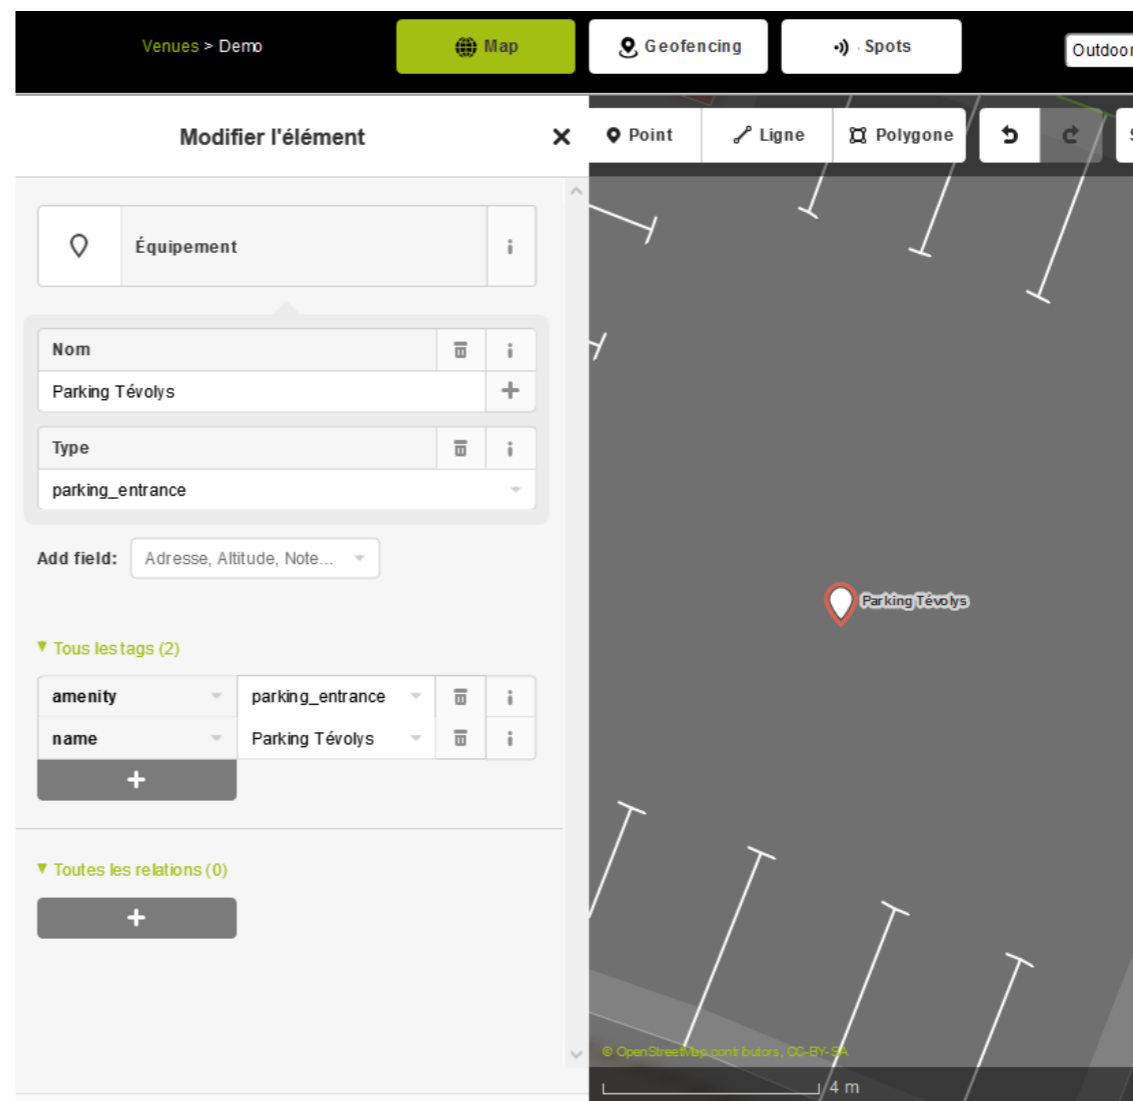 Venues > Demo
Map
Geofencing
Spots
Outdoor
Modifier l'élément
Point
Ligne
Polygone
Équipement
Nom
Parking Tévolys
Type
parking_entrance
Add field:
Adresse, Altitude, Note...
Parking Tévolys
Tous les tags (2)
amenity
parking_entrance
name
Parking Tévolys
Toutes les relations (0)
© OpenStreetMap contributors, CC-BY-SA
4 m